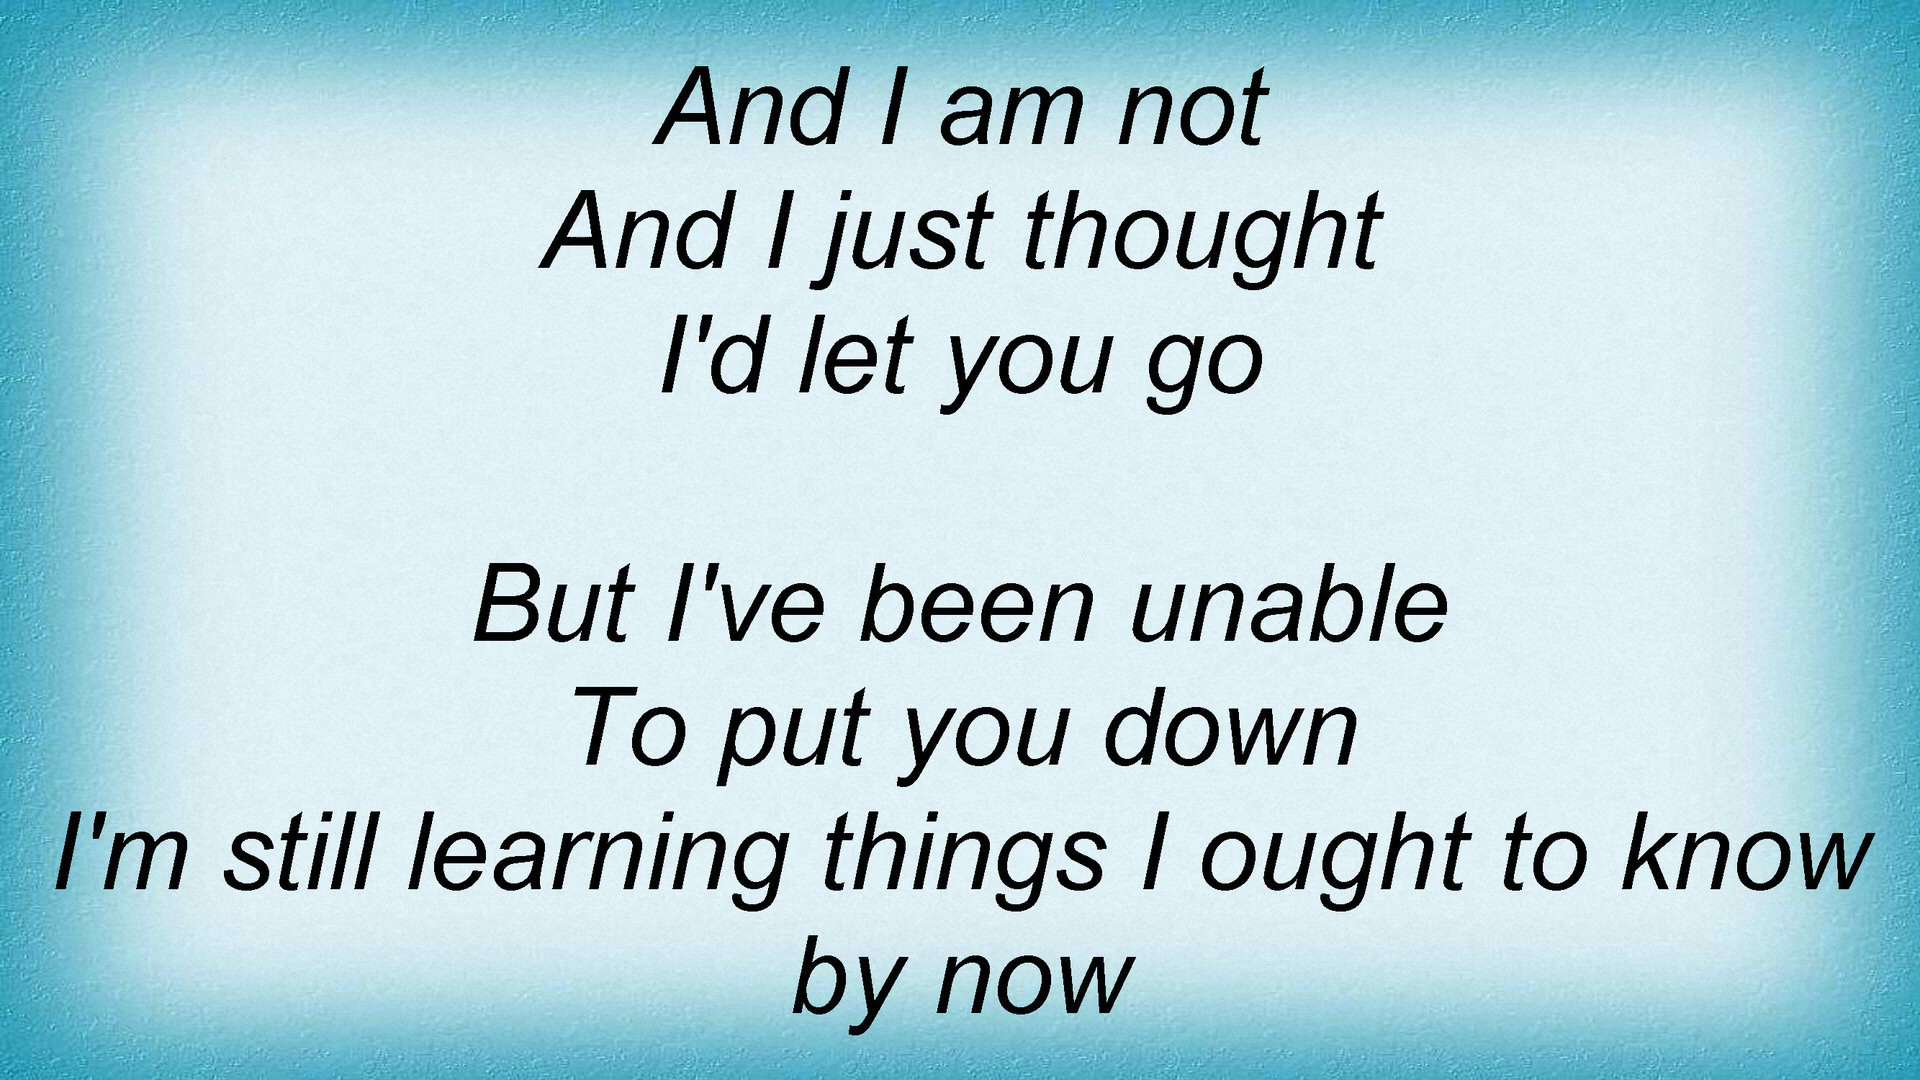 And I am not
And I just thought
I'd let you go
But I've been unable
To put you down
I'm still learning things I ought to know
by now